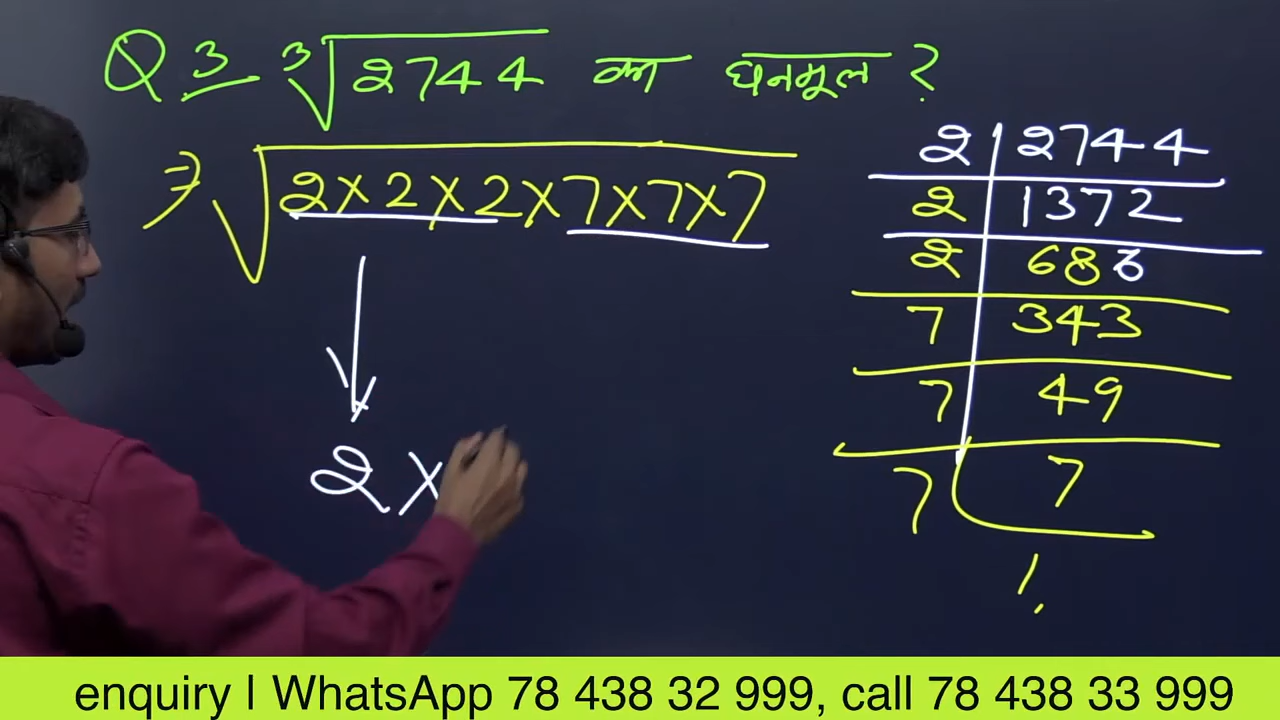 Q 3 ∛2744 का घनमूल ?
∛2×2×2×7×7×7
2 ×
2 | 2744
2 | 1372
2 | 686
7 | 343
7 | 49
7 | 7
1
enquiry | WhatsApp 78 438 32 999, call 78 438 33 999